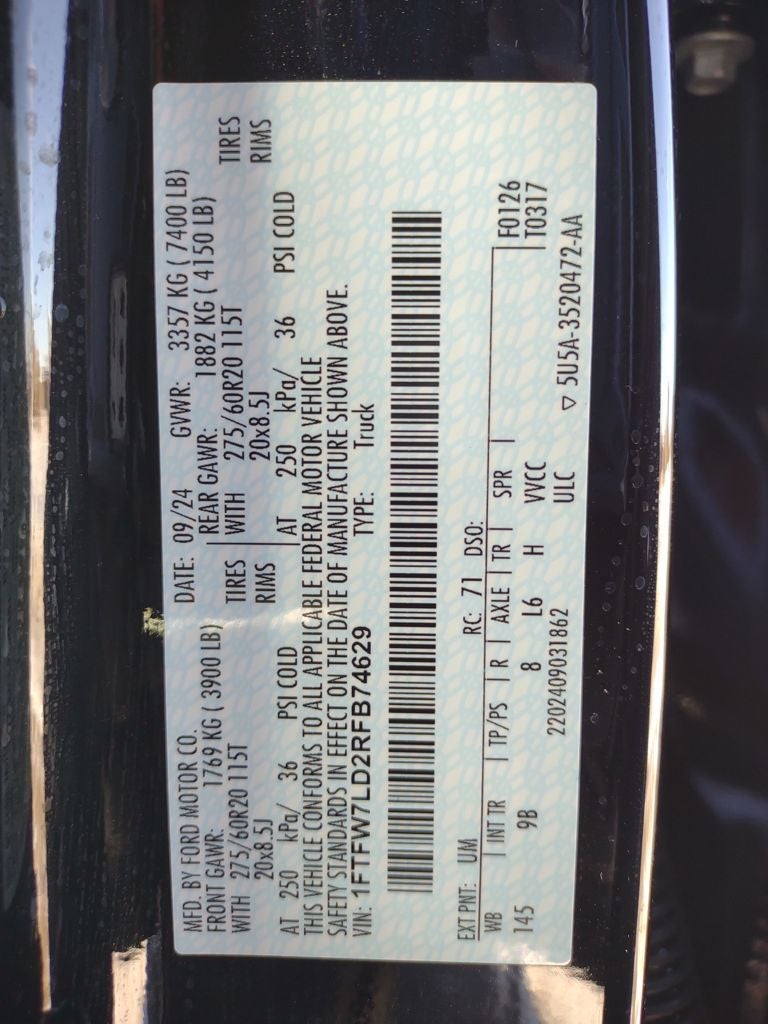 MFD. BY FORD MOTOR CO.
DATE: 09/24 GVWR: 3357 KG ( 7400 LB)
FRONT GAWR: 1769 KG ( 3900 LB) REAR GAWR: 1882 KG ( 4150 LB)
WITH 275/60R20 115T TIRES WITH 275/60R20 115T TIRES
20x8.5J RIMS 20x8.5J RIMS
AT 250 kPa/ 36 PSI COLD AT 250 kPa/ 36 PSI COLD
THIS VEHICLE CONFORMS TO ALL APPLICABLE FEDERAL MOTOR VEHICLE
SAFETY STANDARDS IN EFFECT ON THE DATE OF MANUFACTURE SHOWN ABOVE.
VIN: 1FTFW7LD2RFB74629 TYPE: Truck
EXT PNT: UM RC: 71 DSO:
WB INT TR TP/PS R AXLE TR SPR F0126
145 9B 8 L6 H VVCC T0317
2202409031862 ULC
▽ 5U5A-3520472-AA